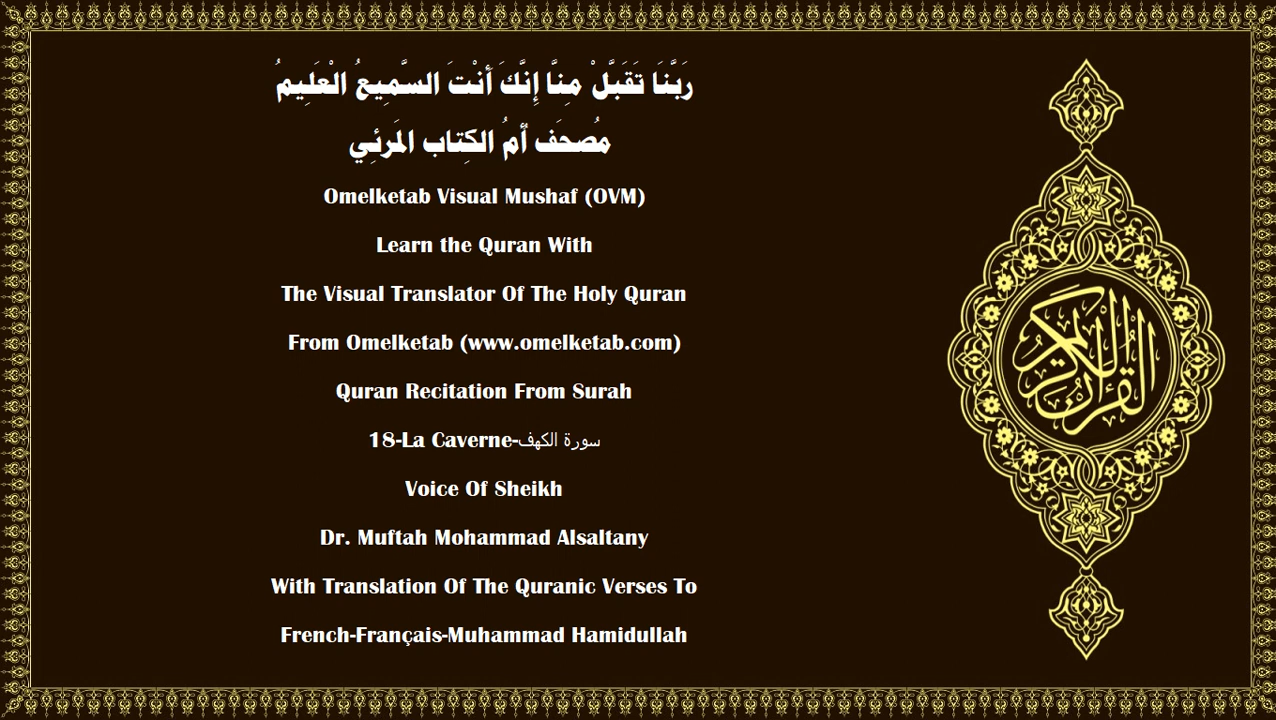 رَبَّنَا تَقَبَّلْ مِنَّا إِنَّكَ أَنْتَ السَّمِيعُ الْعَلِيمُ
مُصحَف أمُ الكِتاب المَرئِي
Omelketab Visual Mushaf (OVM)
Learn the Quran With
The Visual Translator Of The Holy Quran
From Omelketab (www.omelketab.com)
Quran Recitation From Surah
18-La Caverne-سورة الكهف
Voice Of Sheikh
Dr. Muftah Mohammad Alsaltany
With Translation Of The Quranic Verses To
French-Français-Muhammad Hamidullah
القرآن الكريم